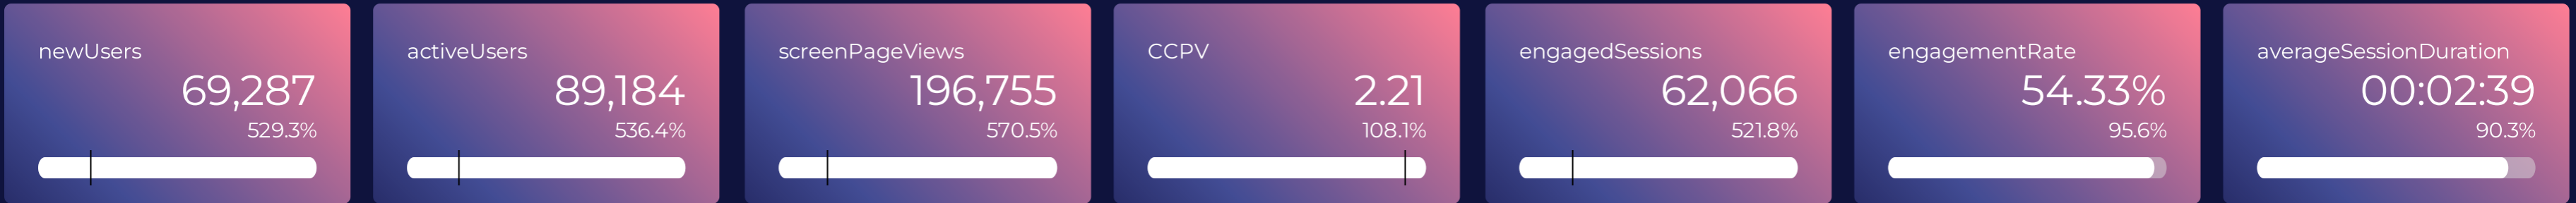 newUsers
69,287
529.3%
activeUsers
89,184
536.4%
screenPageViews
196,755
570.5%
CCPV
2.21
108.1%
engagedSessions
62,066
521.8%
engagementRate
54.33%
95.6%
averageSessionDuration
00:02:39
90.3%